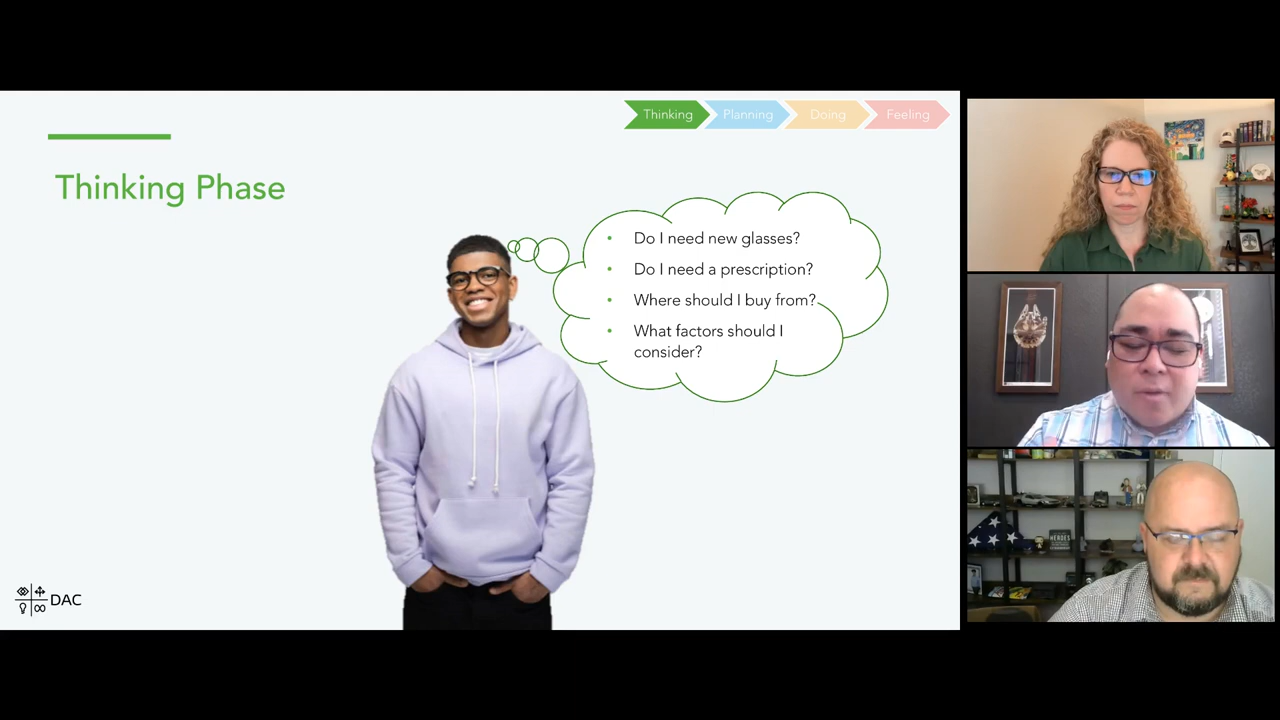 Thinking
Planning
Doing
Feeling
Thinking Phase
• Do I need new glasses?
• Do I need a prescription?
• Where should I buy from?
• What factors should I
consider?
DAC
HEROES